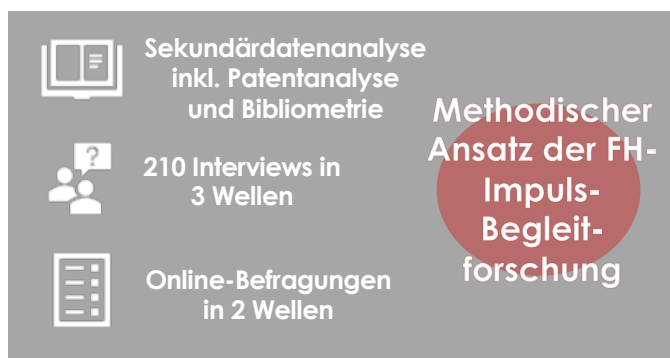 Sekundärdatenanalyse
inkl. Patentanalyse
und Bibliometrie
?
210 Interviews in
3 Wellen
Online-Befragungen
in 2 Wellen
Methodischer
Ansatz der FH-
Impuls-
Begleit-
forschung